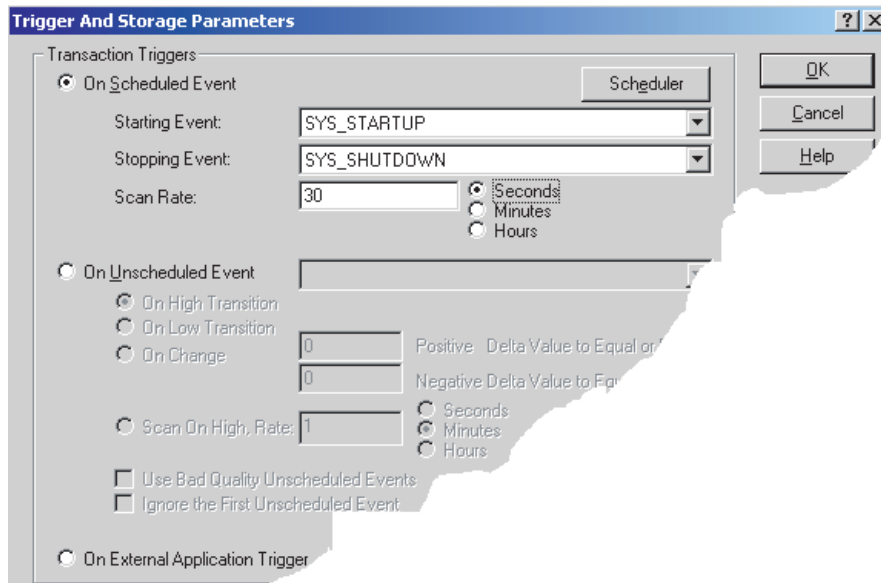 Trigger And Storage Parameters
Transaction Triggers
On Scheduled Event
Scheduler
OK
Starting Event:
SYS_STARTUP
Cancel
Stopping Event:
SYS_SHUTDOWN
Help
Scan Rate:
30
Seconds
Minutes
Hours
On Unscheduled Event
On High Transition
On Low Transition
On Change
0
Positive Delta Value to Equal or
0
Negative Delta Value to Equ
Scan On High, Rate:
1
Seconds
Minutes
Hours
Use Bad Quality Unscheduled Events
Ignore the First Unscheduled Event
On External Application Trigger